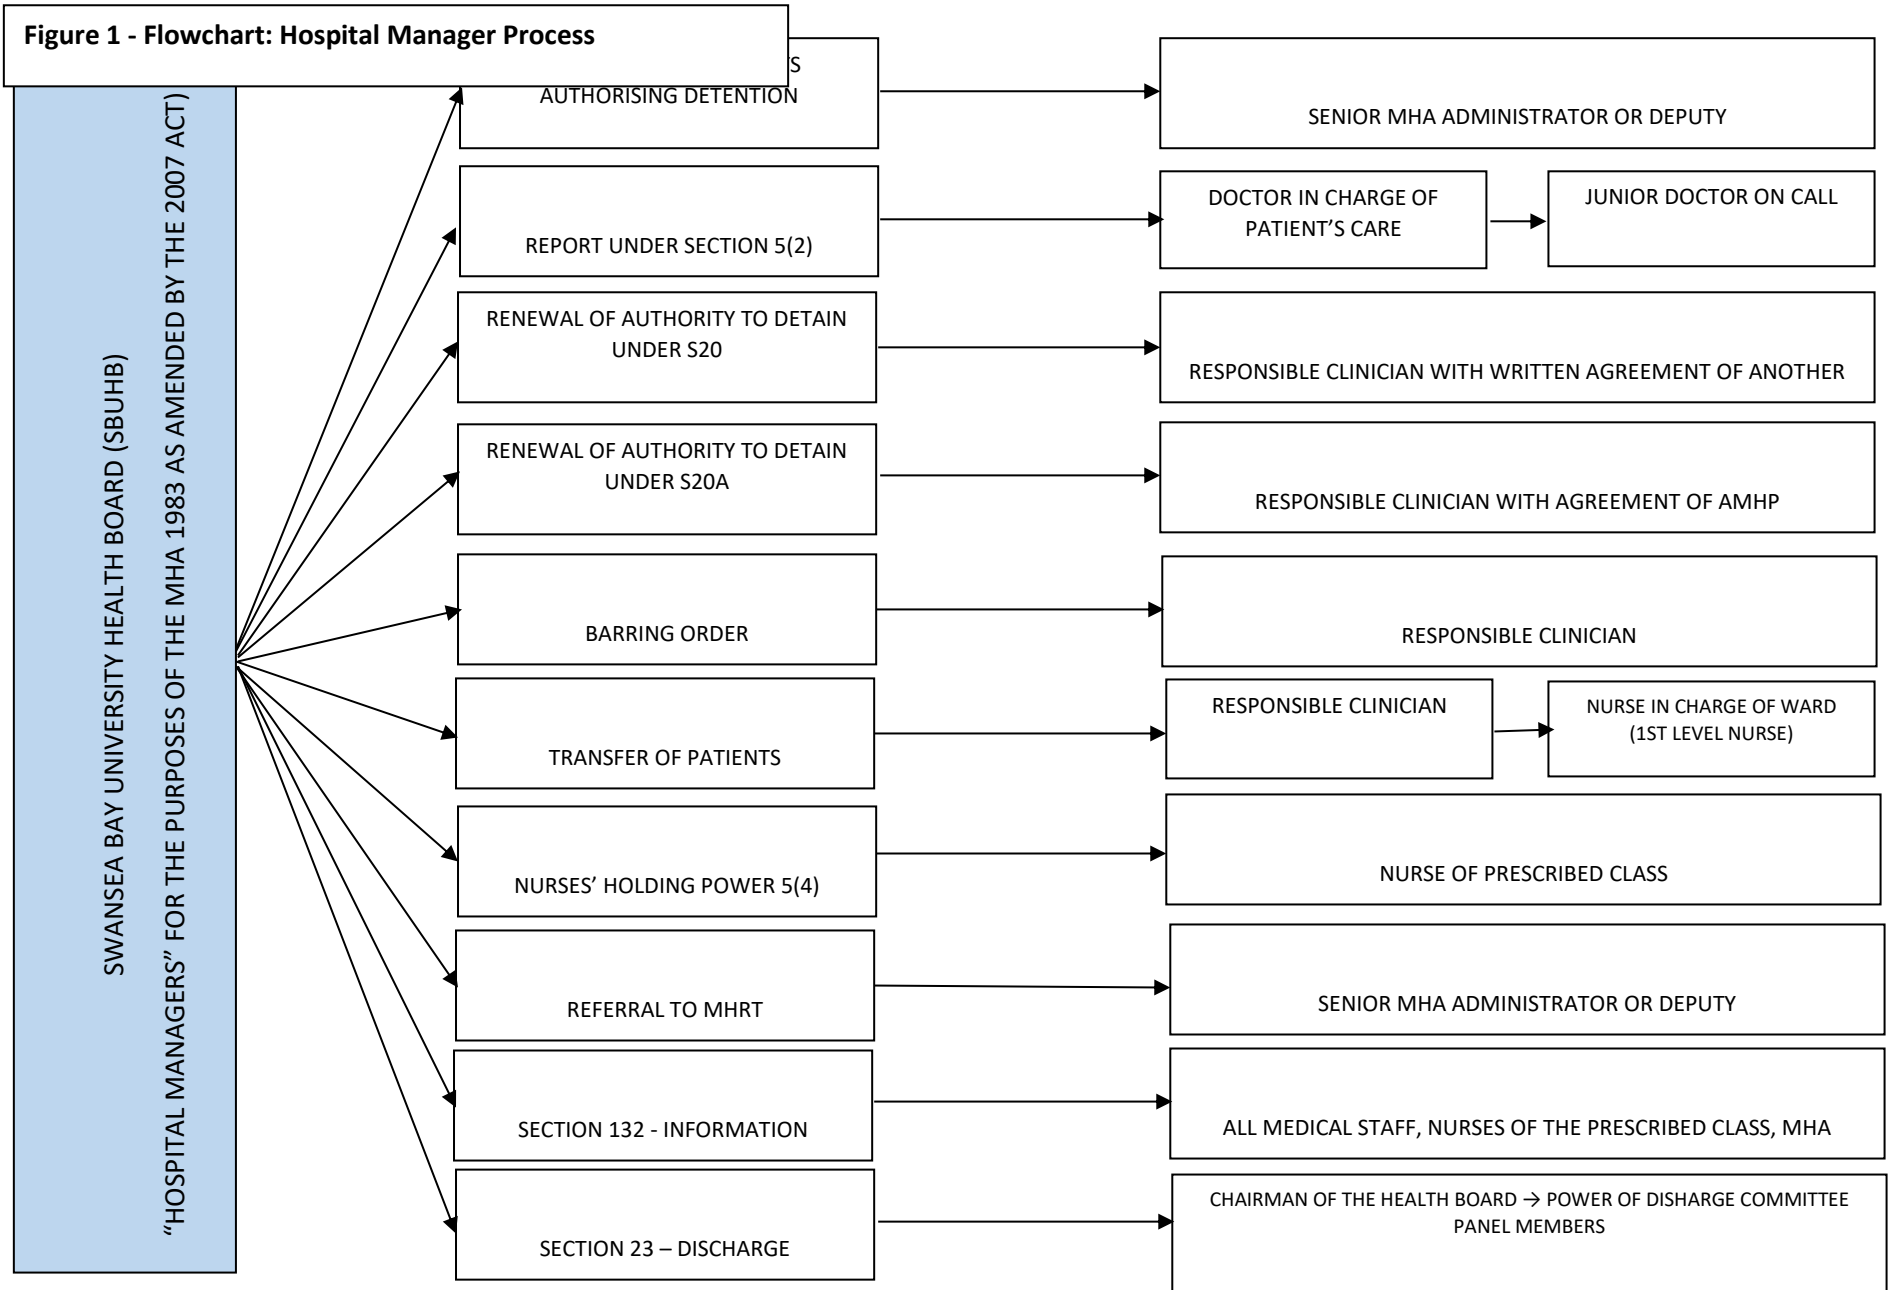 Figure 1 - Flowchart: Hospital Manager Process
SWANSEA BAY UNIVERSITY HEALTH BOARD (SBUHB)
“HOSPITAL MANAGERS” FOR THE PURPOSES OF THE MHA 1983 AS AMENDED BY THE 2007 ACT)
AUTHORISING DETENTION
SENIOR MHA ADMINISTRATOR OR DEPUTY
REPORT UNDER SECTION 5(2)
DOCTOR IN CHARGE OF
PATIENT’S CARE
JUNIOR DOCTOR ON CALL
RENEWAL OF AUTHORITY TO DETAIN
UNDER S20
RESPONSIBLE CLINICIAN WITH WRITTEN AGREEMENT OF ANOTHER
RENEWAL OF AUTHORITY TO DETAIN
UNDER S20A
RESPONSIBLE CLINICIAN WITH AGREEMENT OF AMHP
BARRING ORDER
RESPONSIBLE CLINICIAN
TRANSFER OF PATIENTS
RESPONSIBLE CLINICIAN
NURSE IN CHARGE OF WARD
(1ST LEVEL NURSE)
NURSES’ HOLDING POWER 5(4)
NURSE OF PRESCRIBED CLASS
REFERRAL TO MHRT
SENIOR MHA ADMINISTRATOR OR DEPUTY
SECTION 132 - INFORMATION
ALL MEDICAL STAFF, NURSES OF THE PRESCRIBED CLASS, MHA
SECTION 23 – DISCHARGE
CHAIRMAN OF THE HEALTH BOARD → POWER OF DISHARGE COMMITTEE
PANEL MEMBERS